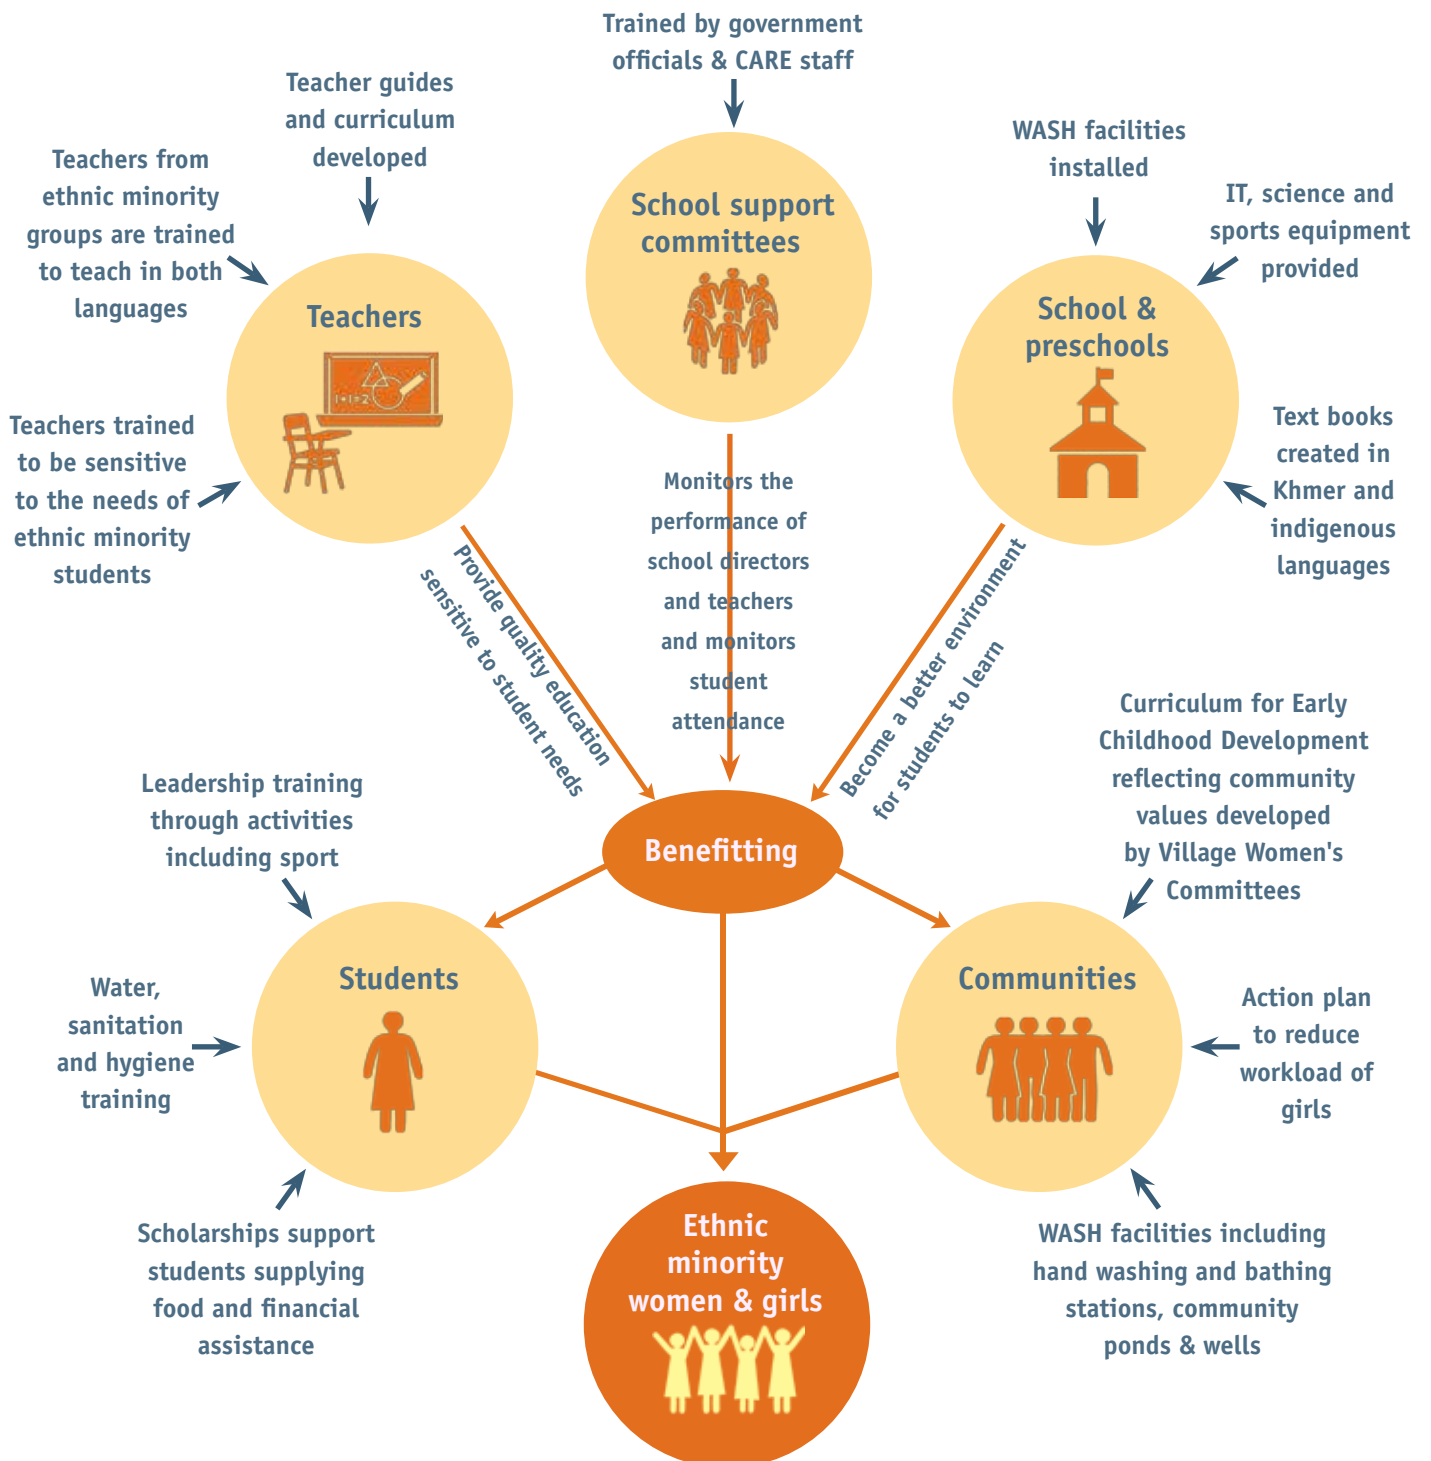 Trained by government
officials & CARE staff
Teacher guides
and curriculum
developed
Teachers from
ethnic minority
groups are trained
to teach in both
languages
Teachers trained
to be sensitive
to the needs of
ethnic minority
students
Teachers
1+1=2
School support
committees
WASH facilities
installed
IT, science and
sports equipment
provided
School &
preschools
Text books
created in
Khmer and
indigenous
languages
Provide quality education
sensitive to student needs
Monitors the
performance of
school directors
and teachers
and monitors
student
attendance
Become a better environment
for students to learn
Benefitting
Leadership training
through activities
including sport
Water,
sanitation
and hygiene
training
Scholarships support
students supplying
food and financial
assistance
Students
Communities
Curriculum for Early
Childhood Development
reflecting community
values developed
by Village Women's
Committees
Action plan
to reduce
workload of
girls
WASH facilities including
hand washing and bathing
stations, community
ponds & wells
Ethnic
minority
women & girls